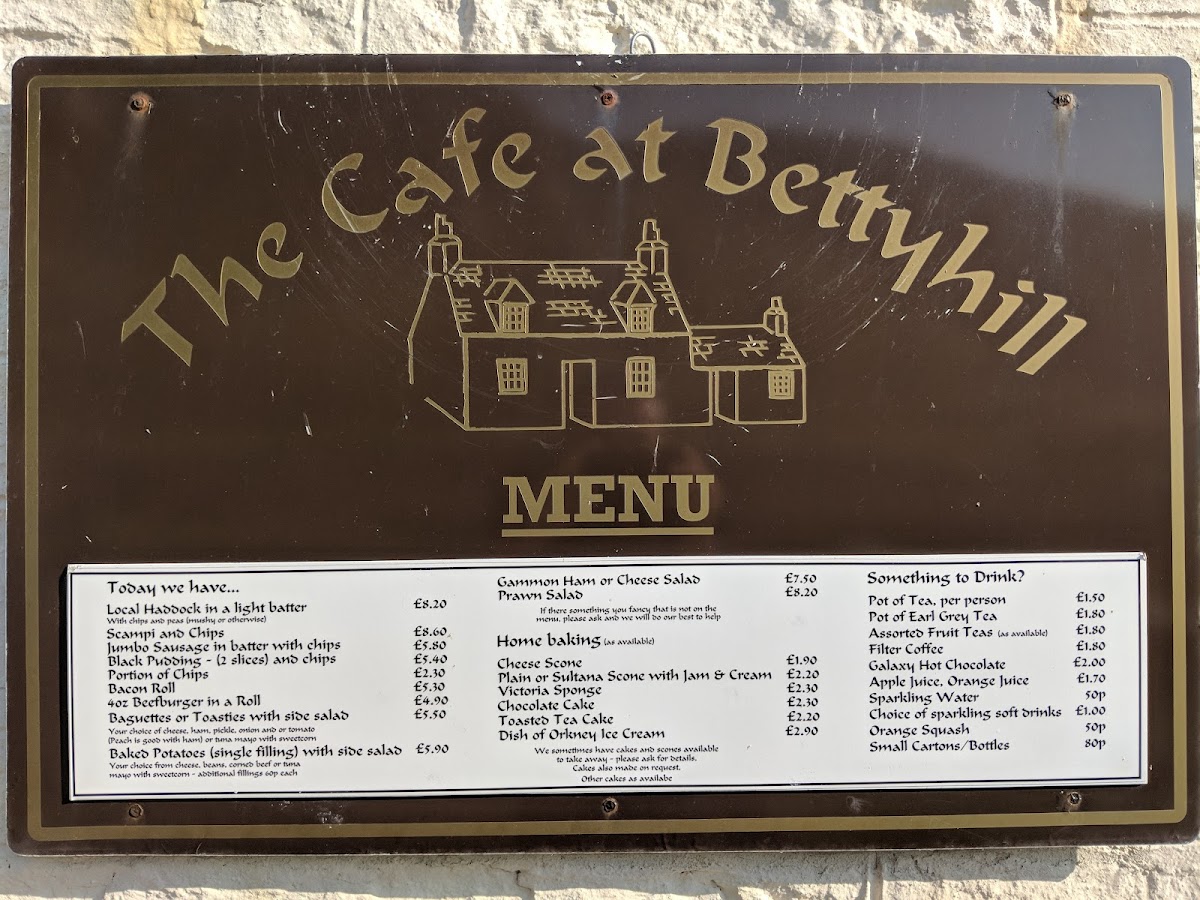 The Cafe at Bettyhill
MENU
Today we have...
Local Haddock in a light batter £8.20
With chips and peas (mushy or otherwise)
Scampi and Chips £8.60
Jumbo Sausage in batter with chips £5.80
Black Pudding - (2 slices) and chips £5.40
Portion of Chips £2.30
Bacon Roll £5.30
4oz Beefburger in a Roll £4.90
Baguettes or Toasties with side salad £5.50
Your choice of cheese, ham, pickle, onion and or tomato
(Peach is good with ham) or tuna mayo with sweetcorn
Baked Potatoes (single filling) with side salad £5.90
Your choice from cheese, beans, corned beef or tuna
mayo with sweetcorn - additional fillings 60p each
Gammon Ham or Cheese Salad £7.50
Prawn Salad £8.20
If there something you fancy that is not on the
menu, please ask and we will do our best to help
Home baking (as available)
Cheese Scone £1.90
Plain or Sultana Scone with Jam & Cream £2.20
Victoria Sponge £2.30
Chocolate Cake £2.30
Toasted Tea Cake £2.20
Dish of Orkney Ice Cream £2.90
We sometimes have cakes and scones available
to take away - please ask for details.
Cakes also made on request.
Other cakes as availabe
Something to Drink?
Pot of Tea, per person £1.50
Pot of Earl Grey Tea £1.80
Assorted Fruit Teas (as available) £1.80
Filter Coffee £1.80
Galaxy Hot Chocolate £2.00
Apple Juice, Orange Juice £1.70
Sparkling Water 50p
Choice of sparkling soft drinks £1.00
Orange Squash 50p
Small Cartons/Bottles 80p